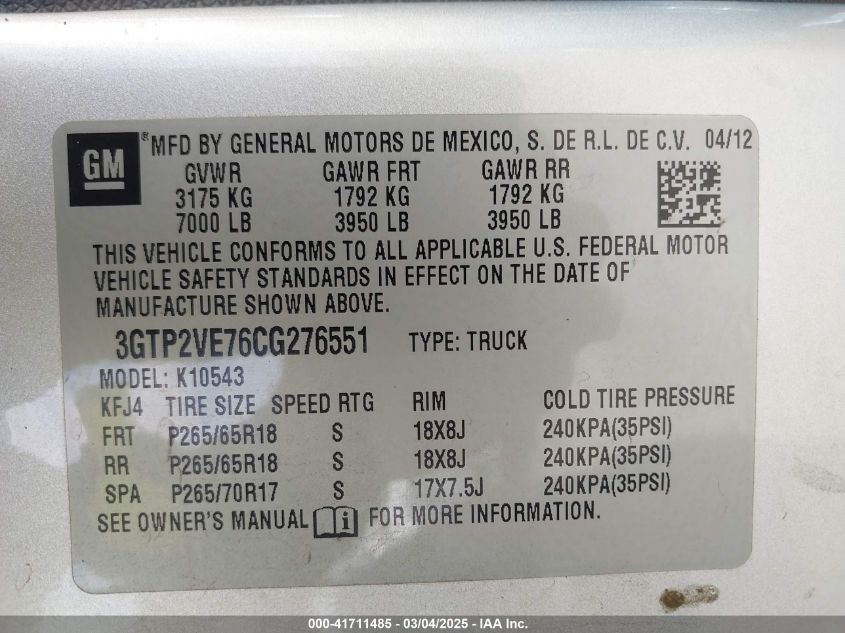 GM ® MFD BY GENERAL MOTORS DE MEXICO, S. DE R.L. DE C.V. 04/12
GVWR GAWR FRT GAWR RR
3175 KG 1792 KG 1792 KG
7000 LB 3950 LB 3950 LB
THIS VEHICLE CONFORMS TO ALL APPLICABLE U.S. FEDERAL MOTOR
VEHICLE SAFETY STANDARDS IN EFFECT ON THE DATE OF
MANUFACTURE SHOWN ABOVE.
3GTP2VE76CG276551 TYPE: TRUCK
MODEL: K10543
KFJ4 TIRE SIZE SPEED RTG RIM COLD TIRE PRESSURE
FRT P265/65R18 S 18X8J 240KPA(35PSI)
RR P265/65R18 S 18X8J 240KPA(35PSI)
SPA P265/70R17 S 17X7.5J 240KPA(35PSI)
SEE OWNER'S MANUAL i FOR MORE INFORMATION.
000-41711485 - 03/04/2025 - IAA Inc.